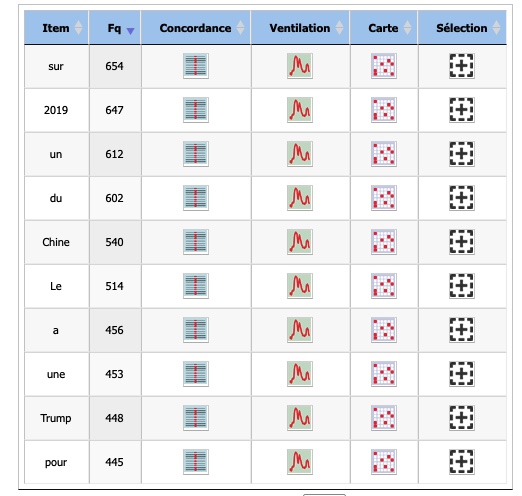 Item Fq Concordance Ventilation Carte Sélection
sur 654
2019 647
un 612
du 602
Chine 540
Le 514
a 456
une 453
Trump 448
pour 445